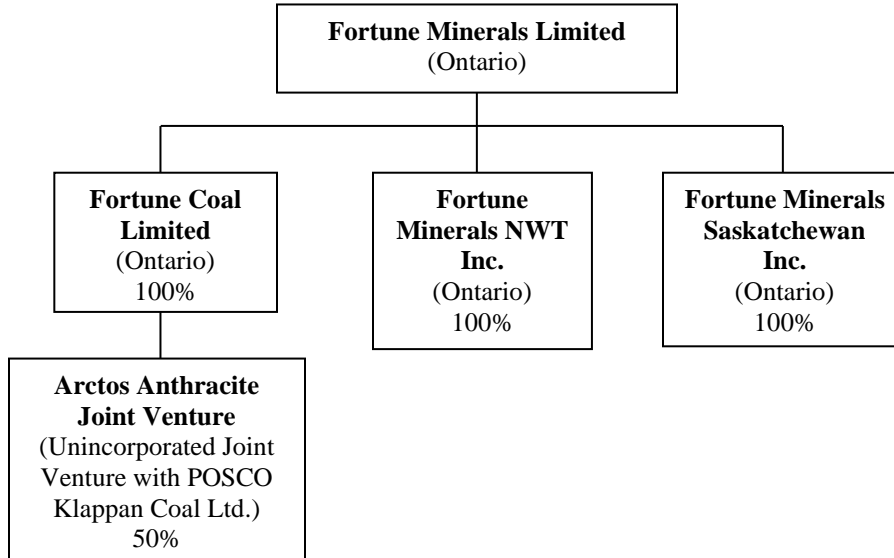 Fortune Minerals Limited
(Ontario)
Fortune Coal
Limited
(Ontario)
100%
Fortune
Minerals NWT
Inc.
(Ontario)
100%
Fortune Minerals
Saskatchewan
Inc.
(Ontario)
100%
Arctos Anthracite
Joint Venture
(Unincorporated Joint
Venture with POSCO
Klappan Coal Ltd.)
50%